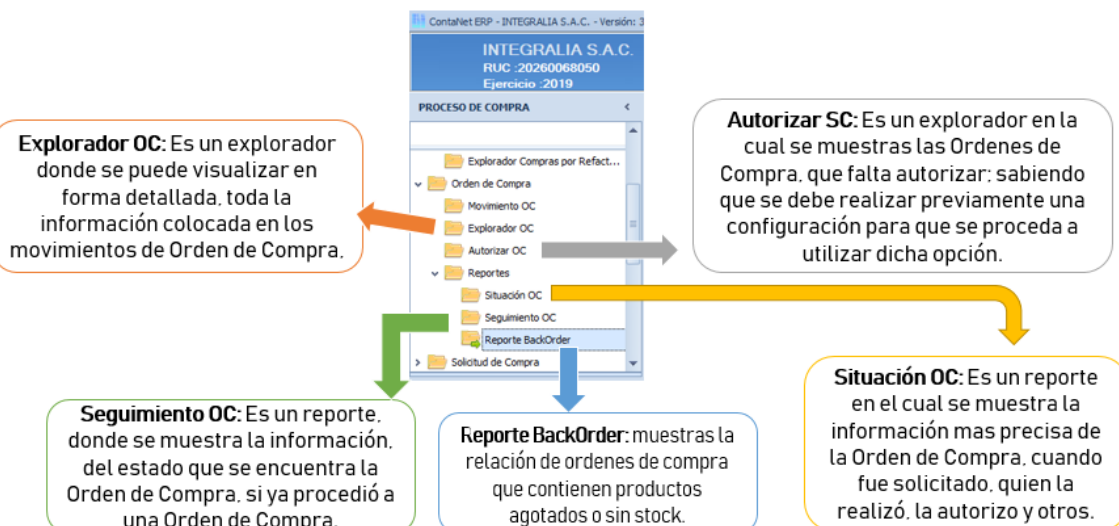 ContaNet ERP - INTEGRALIA S.A.C. - Versión: 3
INTEGRALIA S.A.C.
RUC :20260068050
Ejercicio :2019
PROCESO DE COMPRA
Explorador Compras por Refact...
Orden de Compra
Movimiento OC
Explorador OC
Autorizar OC
Reportes
Situación OC
Seguimiento OC
Reporte BackOrder
Solicitud de Compra
Explorador OC: Es un explorador
donde se puede visualizar en
forma detallada, toda la
información colocada en los
movimientos de Orden de Compra.
Autorizar SC: Es un explorador en la
cual se muestras las Ordenes de
Compra, que falta autorizar; sabiendo
que se debe realizar previamente una
configuración para que se proceda a
utilizar dicha opción.
Seguimiento OC: Es un reporte,
donde se muestra la información,
del estado que se encuentra la
Orden de Compra, si ya procedió a
una Orden de Compra.
Reporte BackOrder: muestras la
relación de ordenes de compra
que contienen productos
agotados o sin stock.
Situación OC: Es un reporte
en el cual se muestra la
información mas precisa de
la Orden de Compra, cuando
fue solicitado, quien la
realizó, la autorizo y otros.